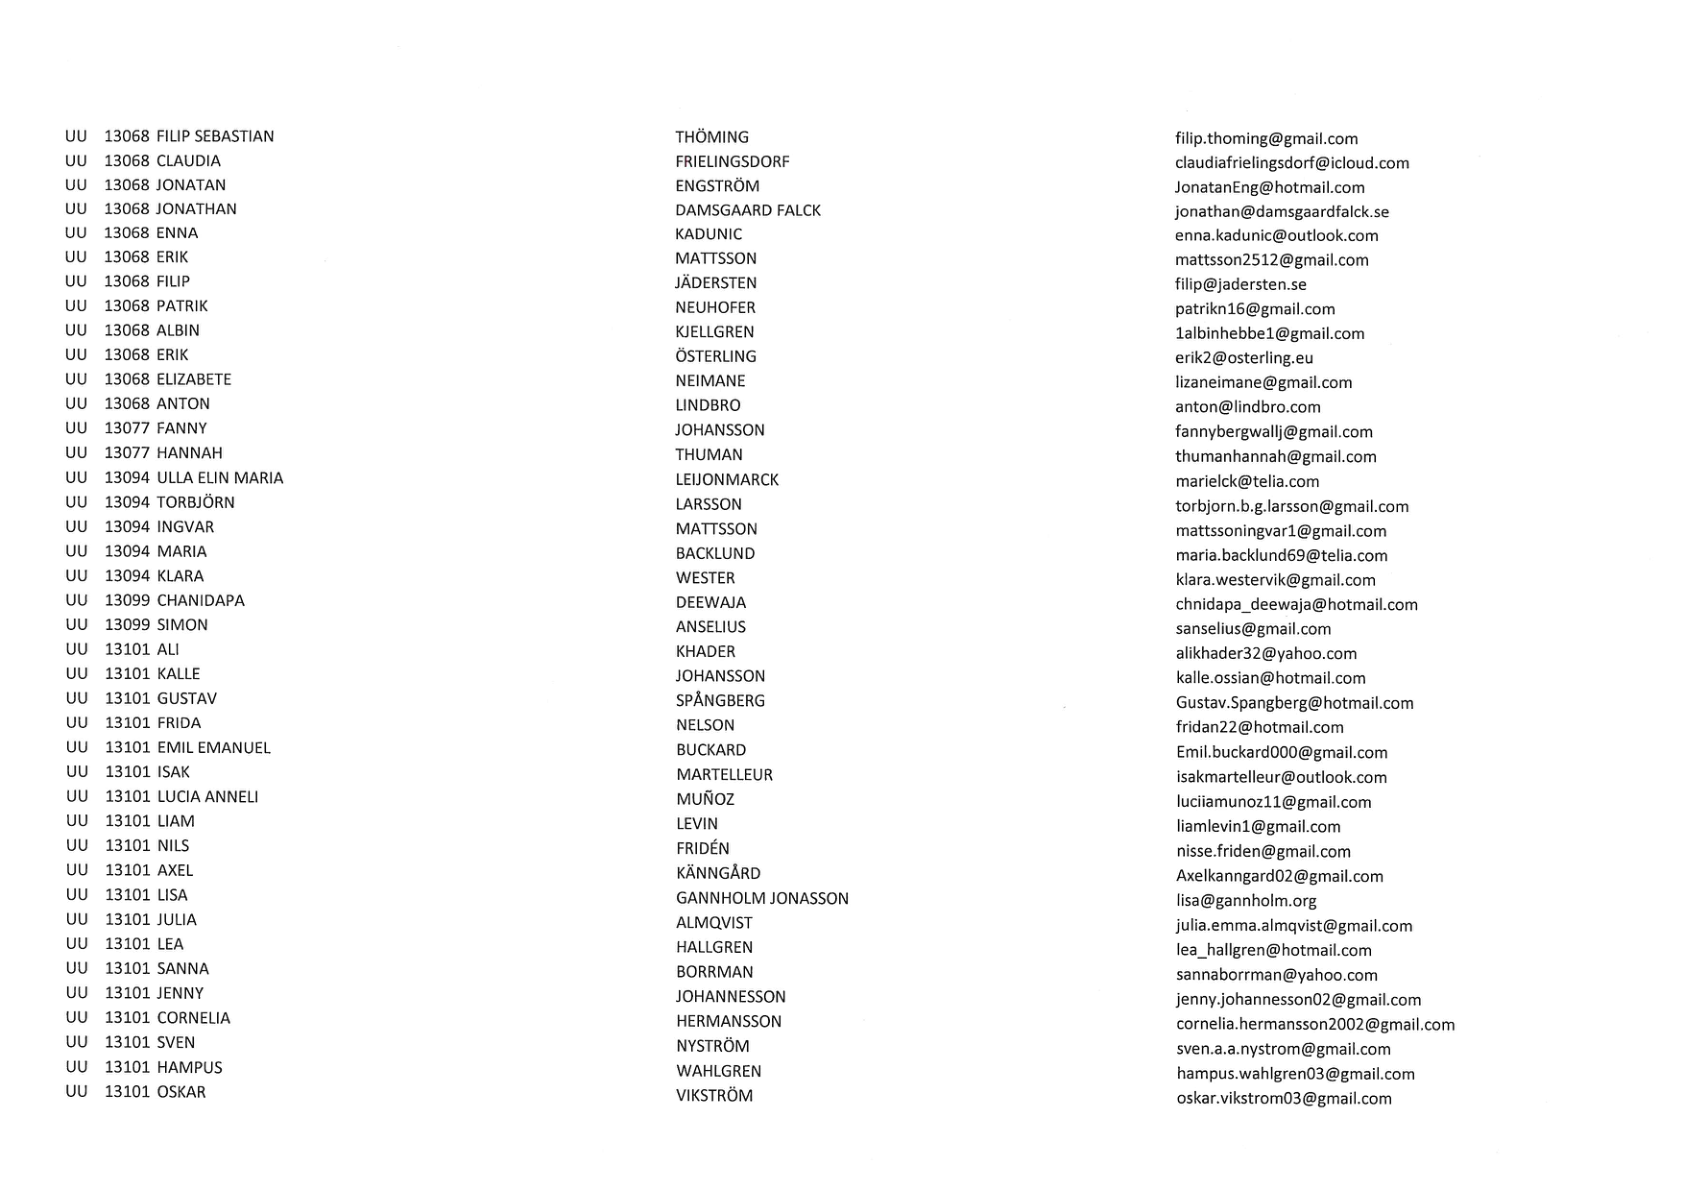 UU 13068 FILIP SEBASTIAN THÖMING filip.thoming@gmail.com
UU 13068 CLAUDIA FRIELINGSDORF claudiafrielingsdorf@icloud.com
UU 13068 JONATAN ENGSTRÖM JonatanEng@hotmail.com
UU 13068 JONATHAN DAMSGAARD FALCK jonathan@damsgaardfalck.se
UU 13068 ENNA KADUNIC enna.kadunic@outlook.com
UU 13068 ERIK MATTSSON mattsson2512@gmail.com
UU 13068 FILIP JÄDERSTEN filip@jadersten.se
UU 13068 PATRIK NEUHOFER patrikn16@gmail.com
UU 13068 ALBIN KJELLGREN 1albinhebbe1@gmail.com
UU 13068 ERIK ÖSTERLING erik2@osterling.eu
UU 13068 ELIZABETE NEIMANE lizaneimane@gmail.com
UU 13068 ANTON LINDBRO anton@lindbro.com
UU 13077 FANNY JOHANSSON fannybergwallj@gmail.com
UU 13077 HANNAH THUMAN thumanhannah@gmail.com
UU 13094 ULLA ELIN MARIA LEIJONMARCK marielck@telia.com
UU 13094 TORBJÖRN LARSSON torbjorn.b.g.larsson@gmail.com
UU 13094 INGVAR MATTSSON mattssoningvar1@gmail.com
UU 13094 MARIA BACKLUND maria.backlund69@telia.com
UU 13094 KLARA WESTER klara.westervik@gmail.com
UU 13099 CHANIDAPA DEEWAJA chnidapa_deewaja@hotmail.com
UU 13099 SIMON ANSELIUS sanselius@gmail.com
UU 13101 ALI KHADER alikhader32@yahoo.com
UU 13101 KALLE JOHANSSON kalle.ossian@hotmail.com
UU 13101 GUSTAV SPÅNGBERG Gustav.Spangberg@hotmail.com
UU 13101 FRIDA NELSON fridan22@hotmail.com
UU 13101 EMIL EMANUEL BUCKARD Emil.buckard000@gmail.com
UU 13101 ISAK MARTELLEUR isakmartelleur@outlook.com
UU 13101 LUCIA ANNELI MUÑOZ luciiamunoz11@gmail.com
UU 13101 LIAM LEVIN liamlevin1@gmail.com
UU 13101 NILS FRIDÉN nisse.friden@gmail.com
UU 13101 AXEL KÄNNGÅRD Axelkanngard02@gmail.com
UU 13101 LISA GANNHOLM JONASSON lisa@gannholm.org
UU 13101 JULIA ALMQVIST julia.emma.almqvist@gmail.com
UU 13101 LEA HALLGREN lea_hallgren@hotmail.com
UU 13101 SANNA BORRMAN sannaborrman@yahoo.com
UU 13101 JENNY JOHANNESSON jenny.johannesson02@gmail.com
UU 13101 CORNELIA HERMANSSON cornelia.hermansson2002@gmail.com
UU 13101 SVEN NYSTRÖM sven.a.a.nystrom@gmail.com
UU 13101 HAMPUS WAHLGREN hampus.wahlgren03@gmail.com
UU 13101 OSKAR VIKSTRÖM oskar.vikstrom03@gmail.com